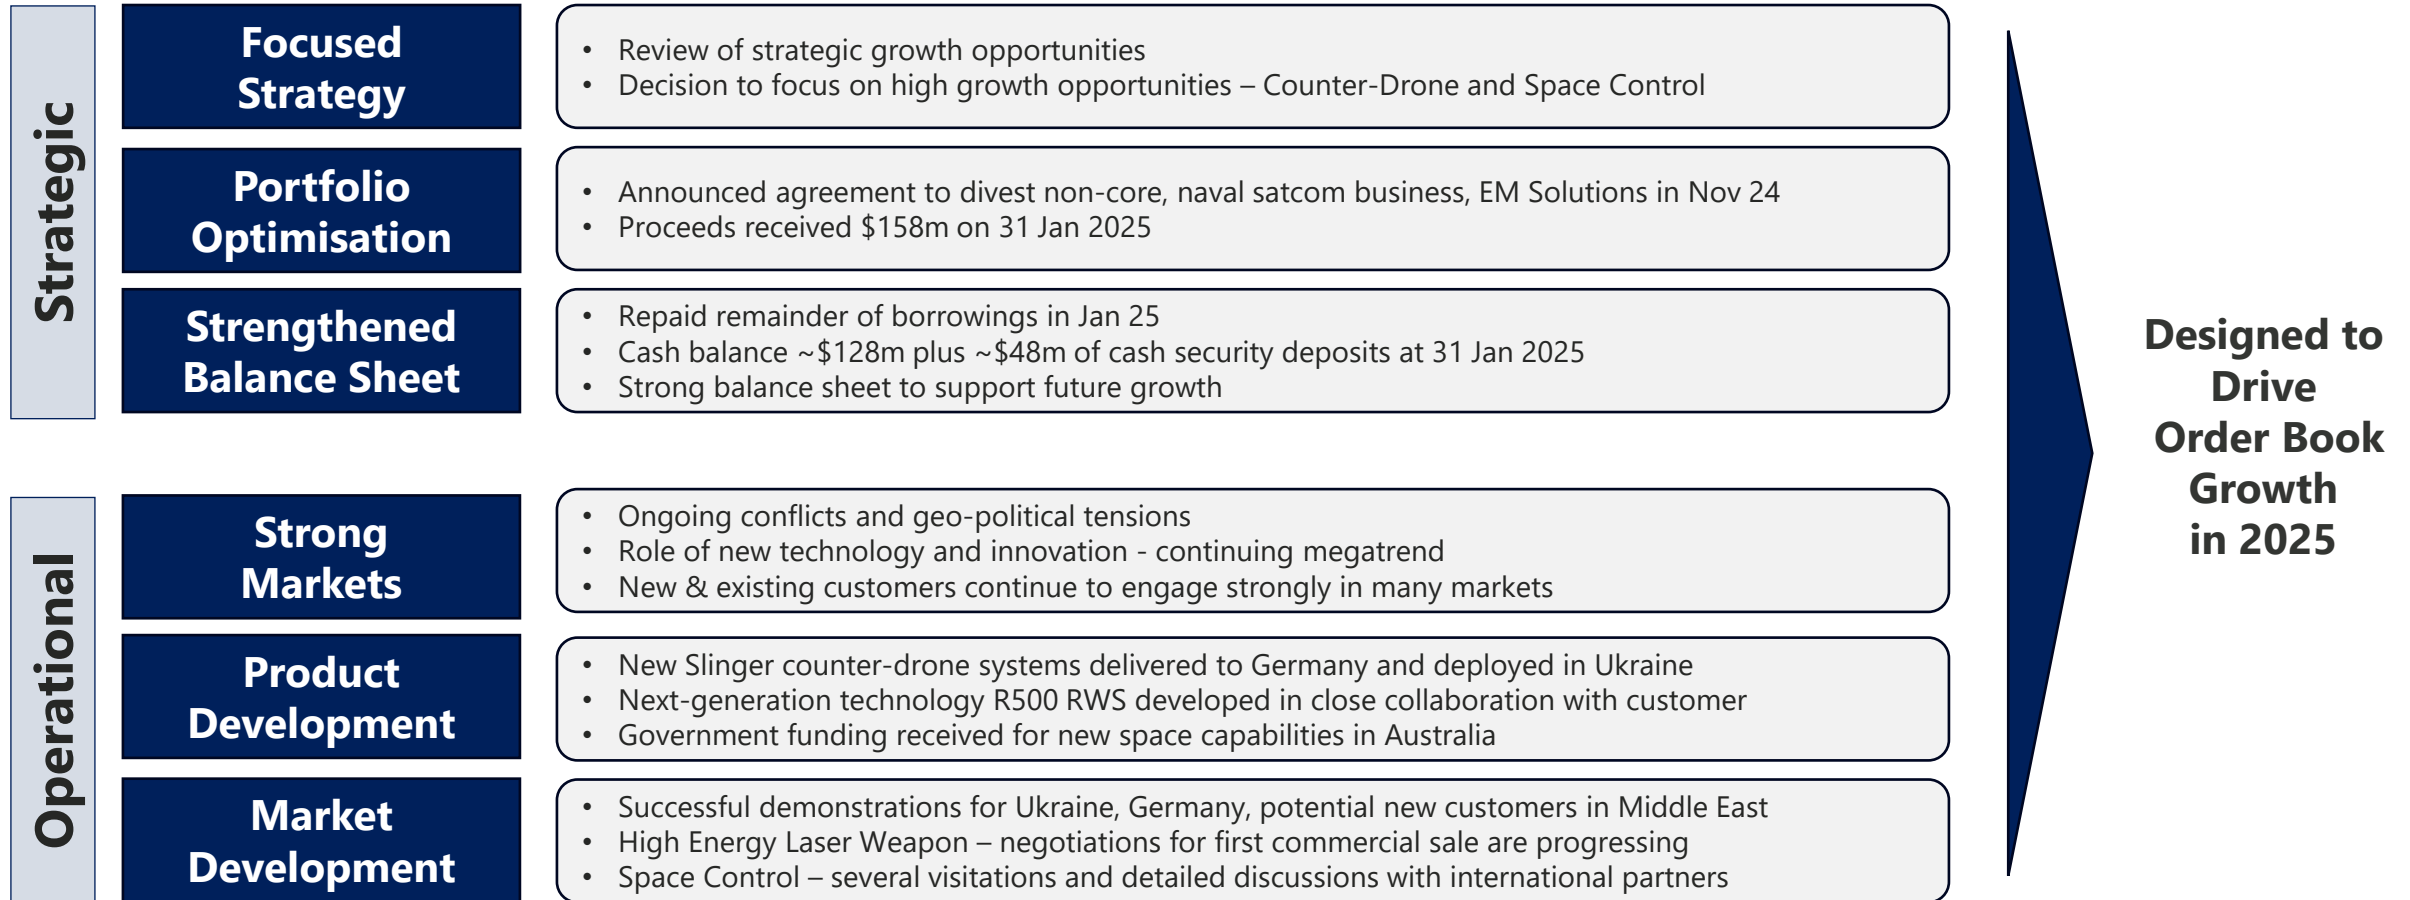 Strategic
Focused
Strategy
• Review of strategic growth opportunities
• Decision to focus on high growth opportunities – Counter-Drone and Space Control
Portfolio
Optimisation
• Announced agreement to divest non-core, naval satcom business, EM Solutions in Nov 24
• Proceeds received $158m on 31 Jan 2025
Strengthened
Balance Sheet
• Repaid remainder of borrowings in Jan 25
• Cash balance ~$128m plus ~$48m of cash security deposits at 31 Jan 2025
• Strong balance sheet to support future growth
Operational
Strong
Markets
• Ongoing conflicts and geo-political tensions
• Role of new technology and innovation - continuing megatrend
• New & existing customers continue to engage strongly in many markets
Product
Development
• New Slinger counter-drone systems delivered to Germany and deployed in Ukraine
• Next-generation technology R500 RWS developed in close collaboration with customer
• Government funding received for new space capabilities in Australia
Market
Development
• Successful demonstrations for Ukraine, Germany, potential new customers in Middle East
• High Energy Laser Weapon – negotiations for first commercial sale are progressing
• Space Control – several visitations and detailed discussions with international partners
Designed to
Drive
Order Book
Growth
in 2025